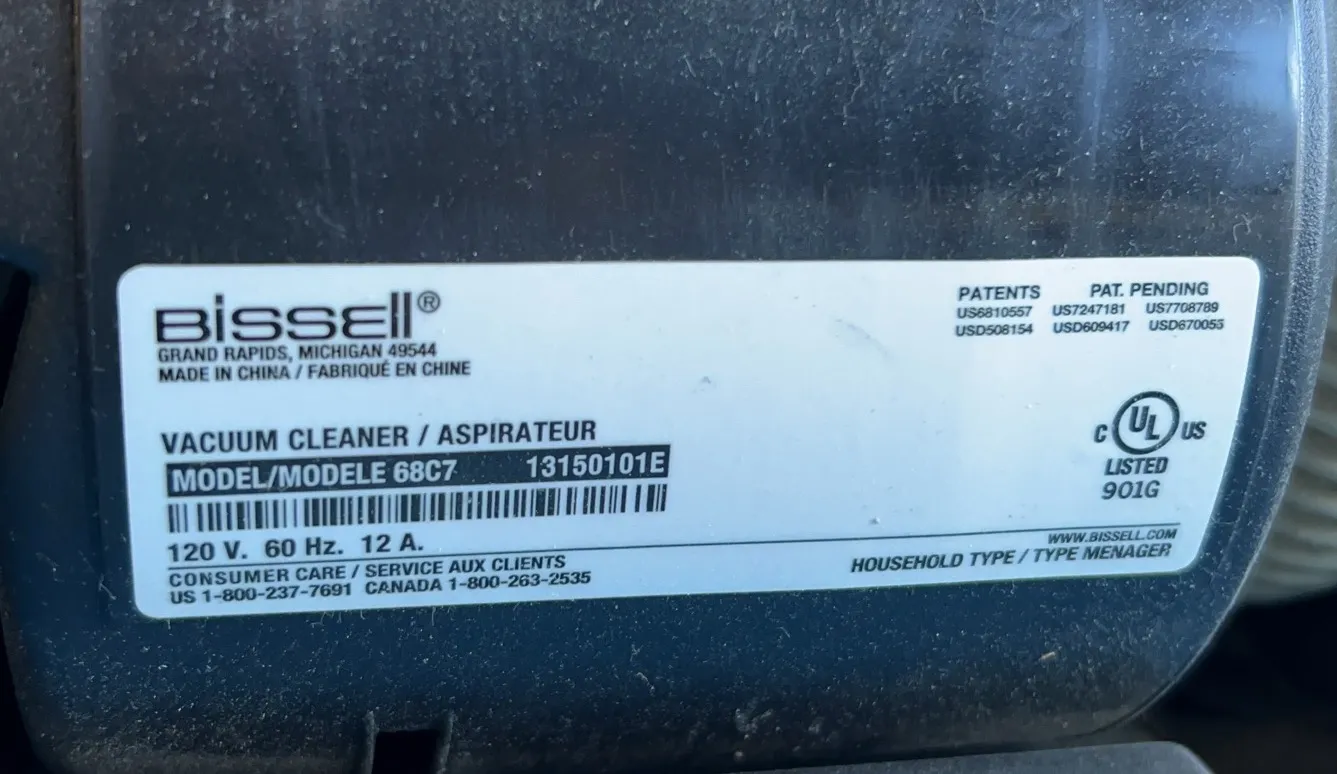 BISSELL®
GRAND RAPIDS, MICHIGAN 49544
MADE IN CHINA / FABRIQUÉ EN CHINE
PATENTS PAT. PENDING
US6810557 US7247181 US7708789
USD508154 USD609417 USD670055
VACUUM CLEANER / ASPIRATEUR
MODEL/MODELE 68C7 13150101E
C UL US
LISTED
901G
120 V. 60 Hz. 12 A.
CONSUMER CARE / SERVICE AUX CLIENTS
US 1-800-237-7691 CANADA 1-800-263-2535
WWW.BISSELL.COM
HOUSEHOLD TYPE / TYPE MENAGER